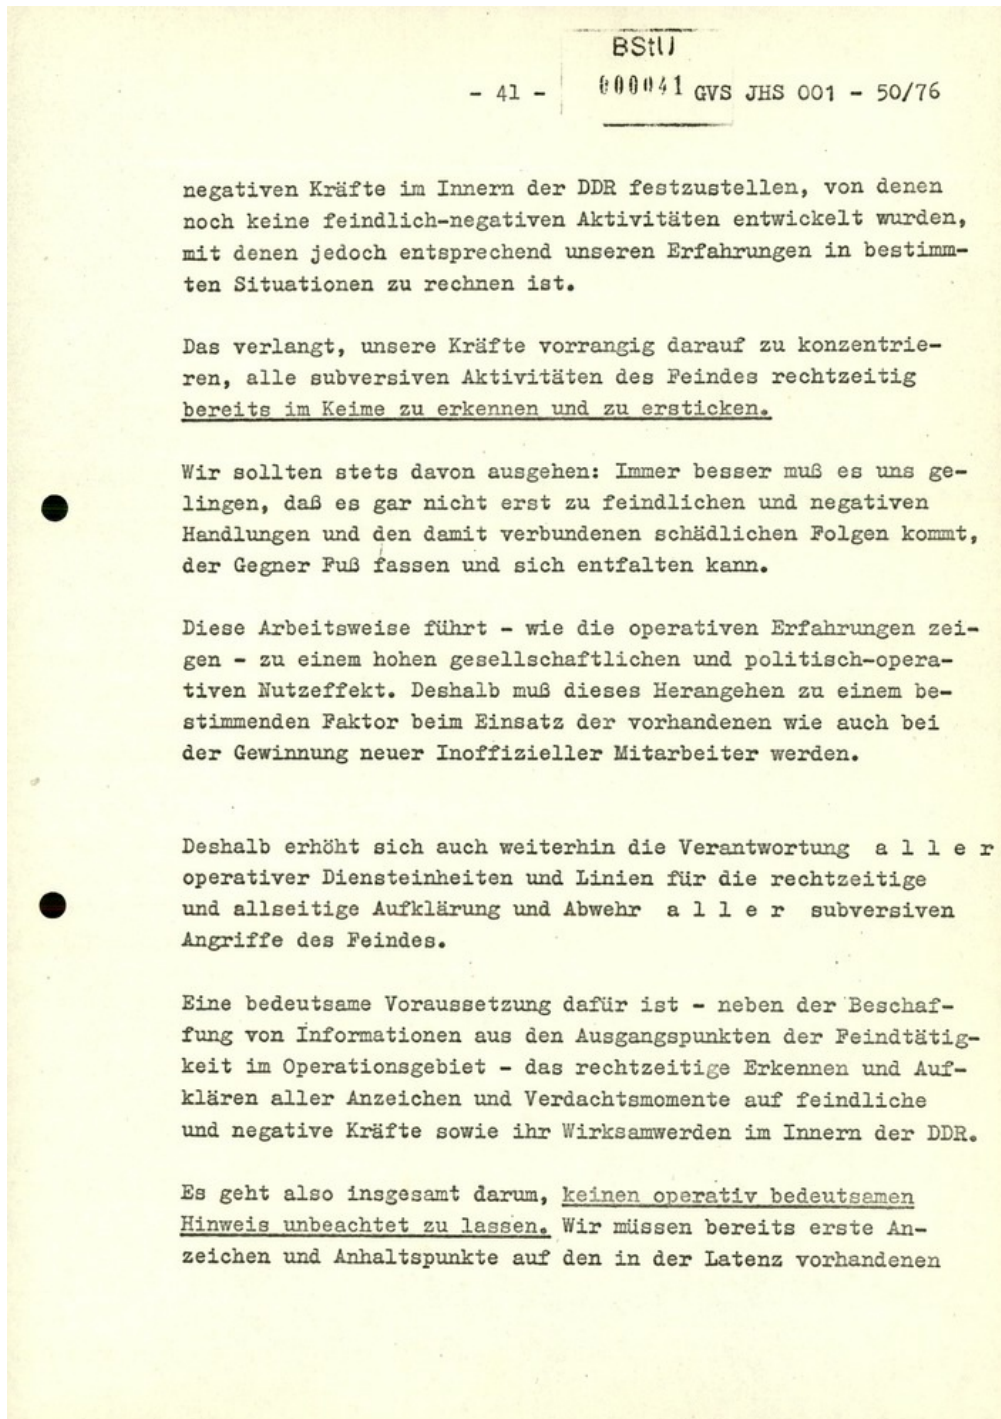 BStU
- 41 - 000041 GVS JHS 001 - 50/76
negativen Kräfte im Innern der DDR festzustellen, von denen
noch keine feindlich-negativen Aktivitäten entwickelt wurden,
mit denen jedoch entsprechend unseren Erfahrungen in bestimm-
ten Situationen zu rechnen ist.
Das verlangt, unsere Kräfte vorrangig darauf zu konzentrie-
ren, alle subversiven Aktivitäten des Feindes rechtzeitig
bereits im Keime zu erkennen und zu ersticken.
Wir sollten stets davon ausgehen: Immer besser muß es uns ge-
lingen, daß es gar nicht erst zu feindlichen und negativen
Handlungen und den damit verbundenen schädlichen Folgen kommt,
der Gegner Fuß fassen und sich entfalten kann.
Diese Arbeitsweise führt - wie die operativen Erfahrungen zei-
gen - zu einem hohen gesellschaftlichen und politisch-opera-
tiven Nutzeffekt. Deshalb muß dieses Herangehen zu einem be-
stimmenden Faktor beim Einsatz der vorhandenen wie auch bei
der Gewinnung neuer Inoffizieller Mitarbeiter werden.
Deshalb erhöht sich auch weiterhin die Verantwortung a l l e r
operativer Diensteinheiten und Linien für die rechtzeitige
und allseitige Aufklärung und Abwehr a l l e r subversiven
Angriffe des Feindes.
Eine bedeutsame Voraussetzung dafür ist - neben der Beschaf-
fung von Informationen aus den Ausgangspunkten der Feindtätig-
keit im Operationsgebiet - das rechtzeitige Erkennen und Auf-
klären aller Anzeichen und Verdachtsmomente auf feindliche
und negative Kräfte sowie ihr Wirksamwerden im Innern der DDR.
Es geht also insgesamt darum, keinen operativ bedeutsamen
Hinweis unbeachtet zu lassen. Wir müssen bereits erste An-
zeichen und Anhaltspunkte auf den in der Latenz vorhandenen